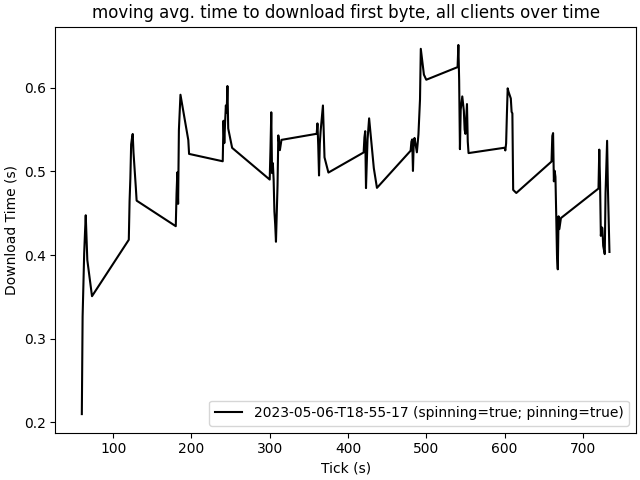 moving avg. time to download first byte, all clients over time
Download Time (s)
0.6
0.5
0.4
0.3
0.2
2023-05-06-T18-55-17 (spinning=true; pinning=true)
100 200 300 400 500 600 700
Tick (s)